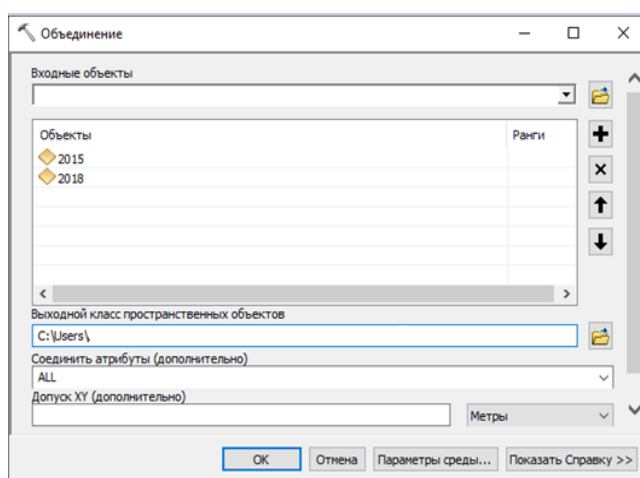 Объединение
Входные объекты
Объекты Ранги
2015
2018
Выходной класс пространственных объектов
C:\Users\
Соединить атрибуты (дополнительно)
ALL
Допуск XY (дополнительно)
Метры
OK Отмена Параметры среды... Показать Справку >>